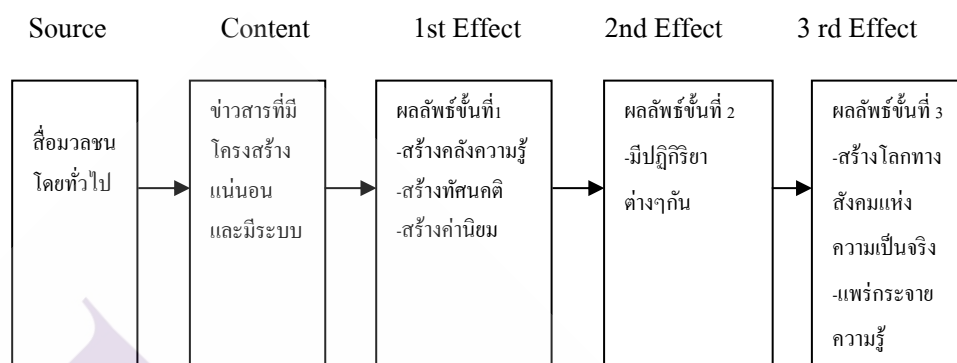 Source Content 1st Effect 2nd Effect 3 rd Effect
สื่อมวลชน
โดยทั่วไป
ข่าวสารที่มี
โครงสร้าง
แน่นอน
และมีระบบ
ผลลัพธ์ขั้นที่1
-สร้างคลังความรู้
-สร้างทัศนคติ
-สร้างค่านิยม
ผลลัพธ์ขั้นที่ 2
-มีปฏิกิริยา
ต่างๆกัน
ผลลัพธ์ขั้นที่ 3
-สร้างโลกทาง
สังคมแห่ง
ความเป็นจริง
-แพร่กระจาย
ความรู้